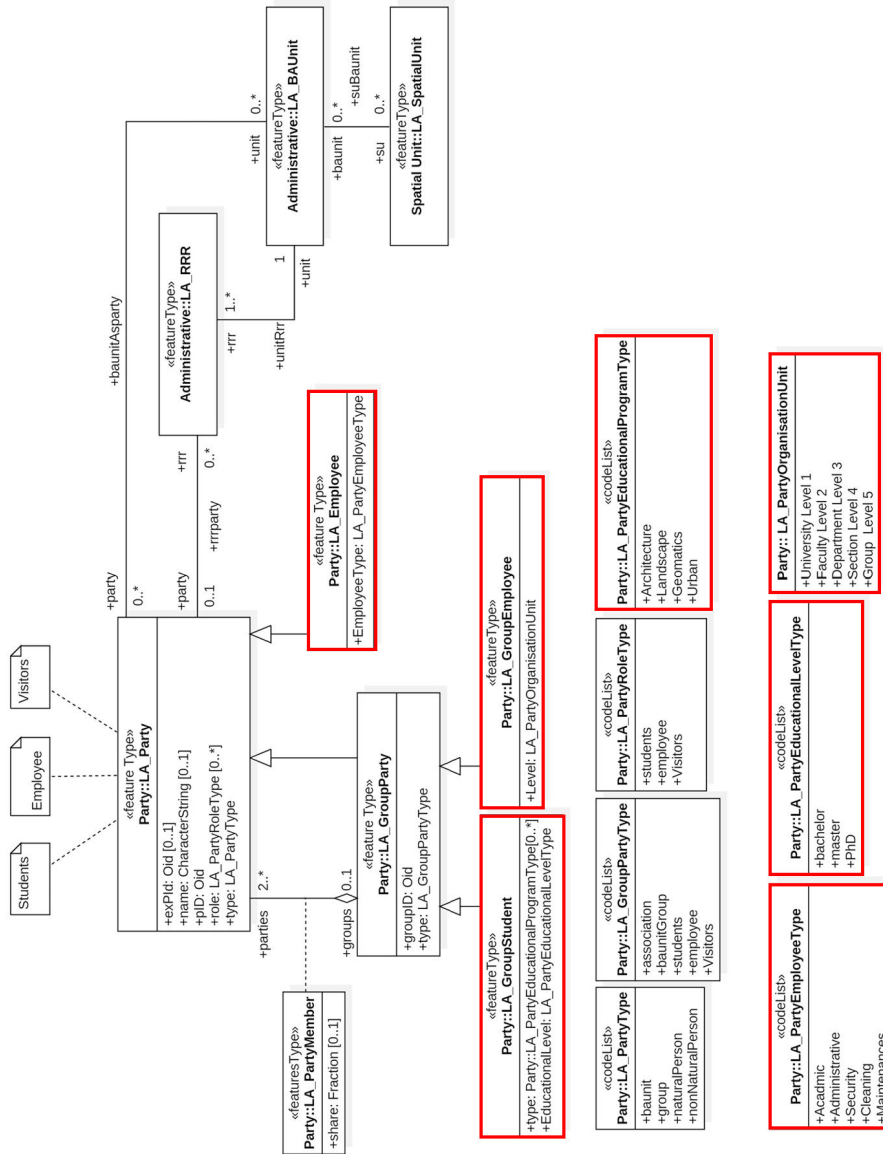 Students
Employee
Visitors
«feature Type»
Party::LA_Party
+exPId: Oid [0..1]
+name: CharacterString [0..1]
+pID: Oid
+role: LA_PartyRoleType [0..*]
+type: LA_PartyType
+party
0..*
+baunitAsparty
+unit
0..*
+party
0..1
+rrrparty
+rrr
0..*
«featureType»
Administrative::LA_RRR
1..*
+rrr
+unitRrr
1
+unit
«featureType»
Administrative::LA_BAUnit
+baunit
0..*
+suBaunit
+su
0..*
«featureType»
Spatial Unit::LA_SpatialUnit
+parties
2..*
+groups
0..1
«featuresType»
Party::LA_PartyMember
+share: Fraction [0..1]
«feature Type»
Party::LA_GroupParty
+groupID: Oid
+type: LA_GroupPartyType
«feature Type»
Party::LA_Employee
+EmployeeType: LA_PartyEmployeeType
«featureType»
Party::LA_GroupStudent
+type: Party::LA_PartyEducationalProgramType[0..*]
+EducationalLevel: LA_PartyEducationalLevelType
«featureType»
Party::LA_GroupEmployee
+Level: LA_PartyOrganisationUnit
«codeList»
Party::LA_PartyType
+baunit
+group
+naturalPerson
+nonNaturalPerson
«codeList»
Party::LA_GroupPartyType
+association
+baunitGroup
+students
+employee
+Visitors
«codeList»
Party::LA_PartyRoleType
+students
+employee
+Visitors
«codeList»
Party::LA_PartyEducationalProgramType
+Architecture
+Landscape
+Geomatics
+Urban
«codeList»
Party::LA_PartyEmployeeType
+Acadmic
+Administrative
+Security
+Cleaning
+Maintenances
«codeList»
Party::LA_PartyEducationalLevelType
+bachelor
+master
+PhD
Party:: LA_PartyOrganisationUnit
+University Level 1
+Faculty Level 2
+Department Level 3
+Section Level 4
+Group Level 5